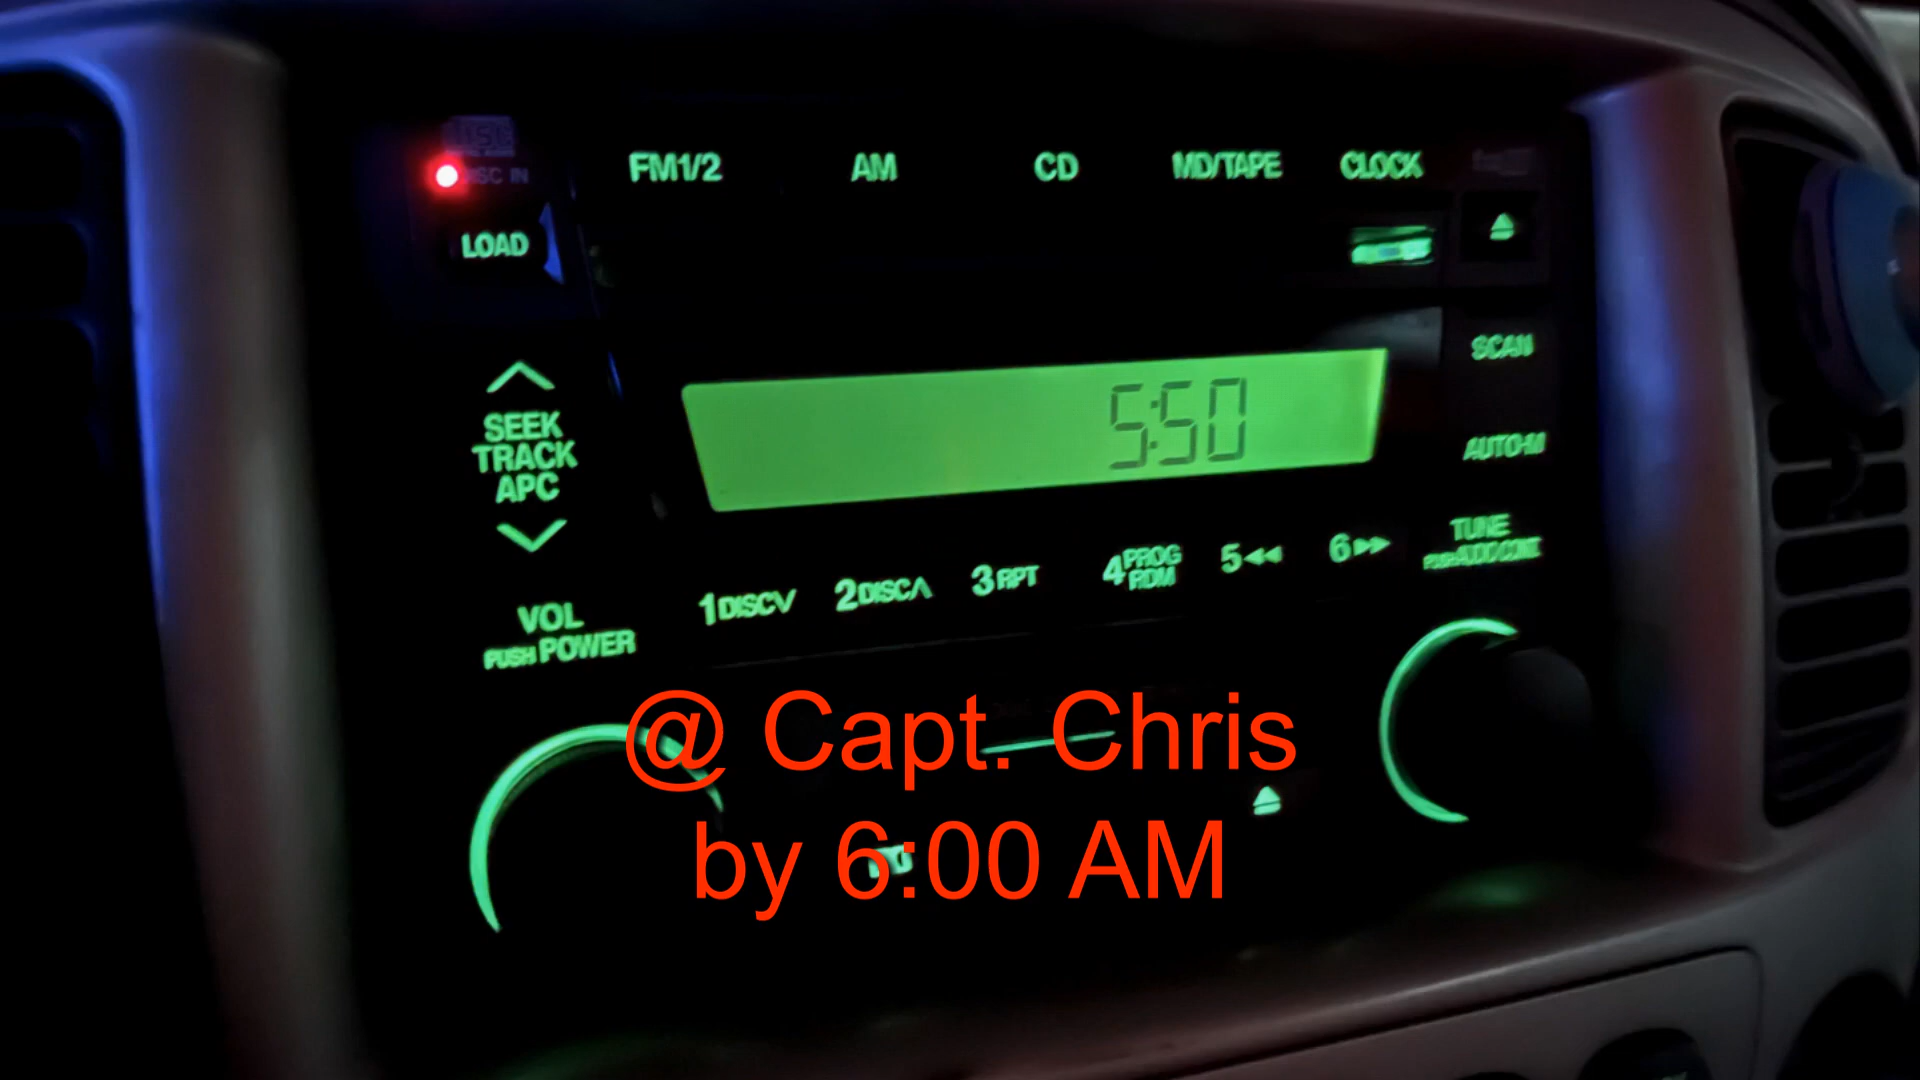 DISC IN
FM1/2 AM CD MD/TAPE CLOCK
LOAD
SCAN
5:50
AUTO-M
SEEK
TRACK
APC
TUNE
1 DISC∨ 2 DISC∧ 3 RPT 4 PROG RDM 5 ◀◀ 6 ▶▶
VOL
PUSH POWER
@ Capt. Chris
by 6:00 AM